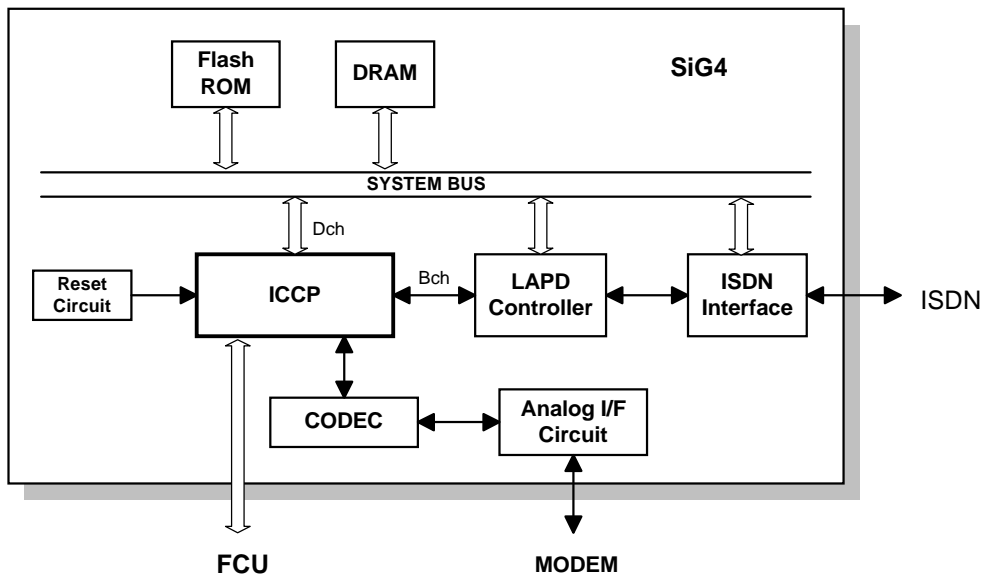 Flash
ROM
DRAM
SiG4
SYSTEM BUS
Dch
Reset
Circuit
ICCP
Bch
LAPD
Controller
ISDN
Interface
ISDN
CODEC
Analog I/F
Circuit
FCU
MODEM